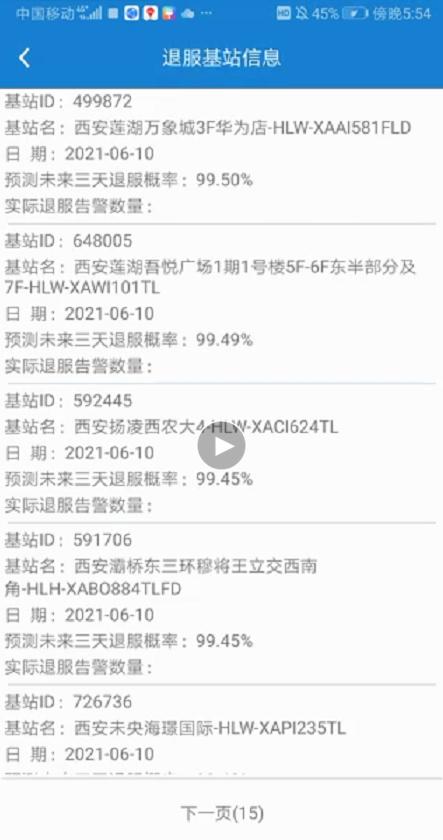 中国移动 4G HD 45% 傍晚5:54
退服基站信息
基站ID：499872
基站名：西安莲湖万象城3F华为店-HLW-XAAI581FLD
日 期：2021-06-10
预测未来三天退服概率：99.50%
实际退服告警数量：
基站ID：648005
基站名：西安莲湖吾悦广场1期1号楼5F-6F东半部分及
7F-HLW-XAWI101TL
日 期：2021-06-10
预测未来三天退服概率：99.49%
实际退服告警数量：
基站ID：592445
基站名：西安扬凌西农大4-HLW-XACI624TL
日 期：2021-06-10
预测未来三天退服概率：99.45%
实际退服告警数量：
基站ID：591706
基站名：西安灞桥东三环穆将王立交西南
角-HLH-XABO884TLFD
日 期：2021-06-10
预测未来三天退服概率：99.45%
实际退服告警数量：
基站ID：726736
基站名：西安未央海璟国际-HLW-XAPI235TL
日 期：2021-06-10
下一页(15)